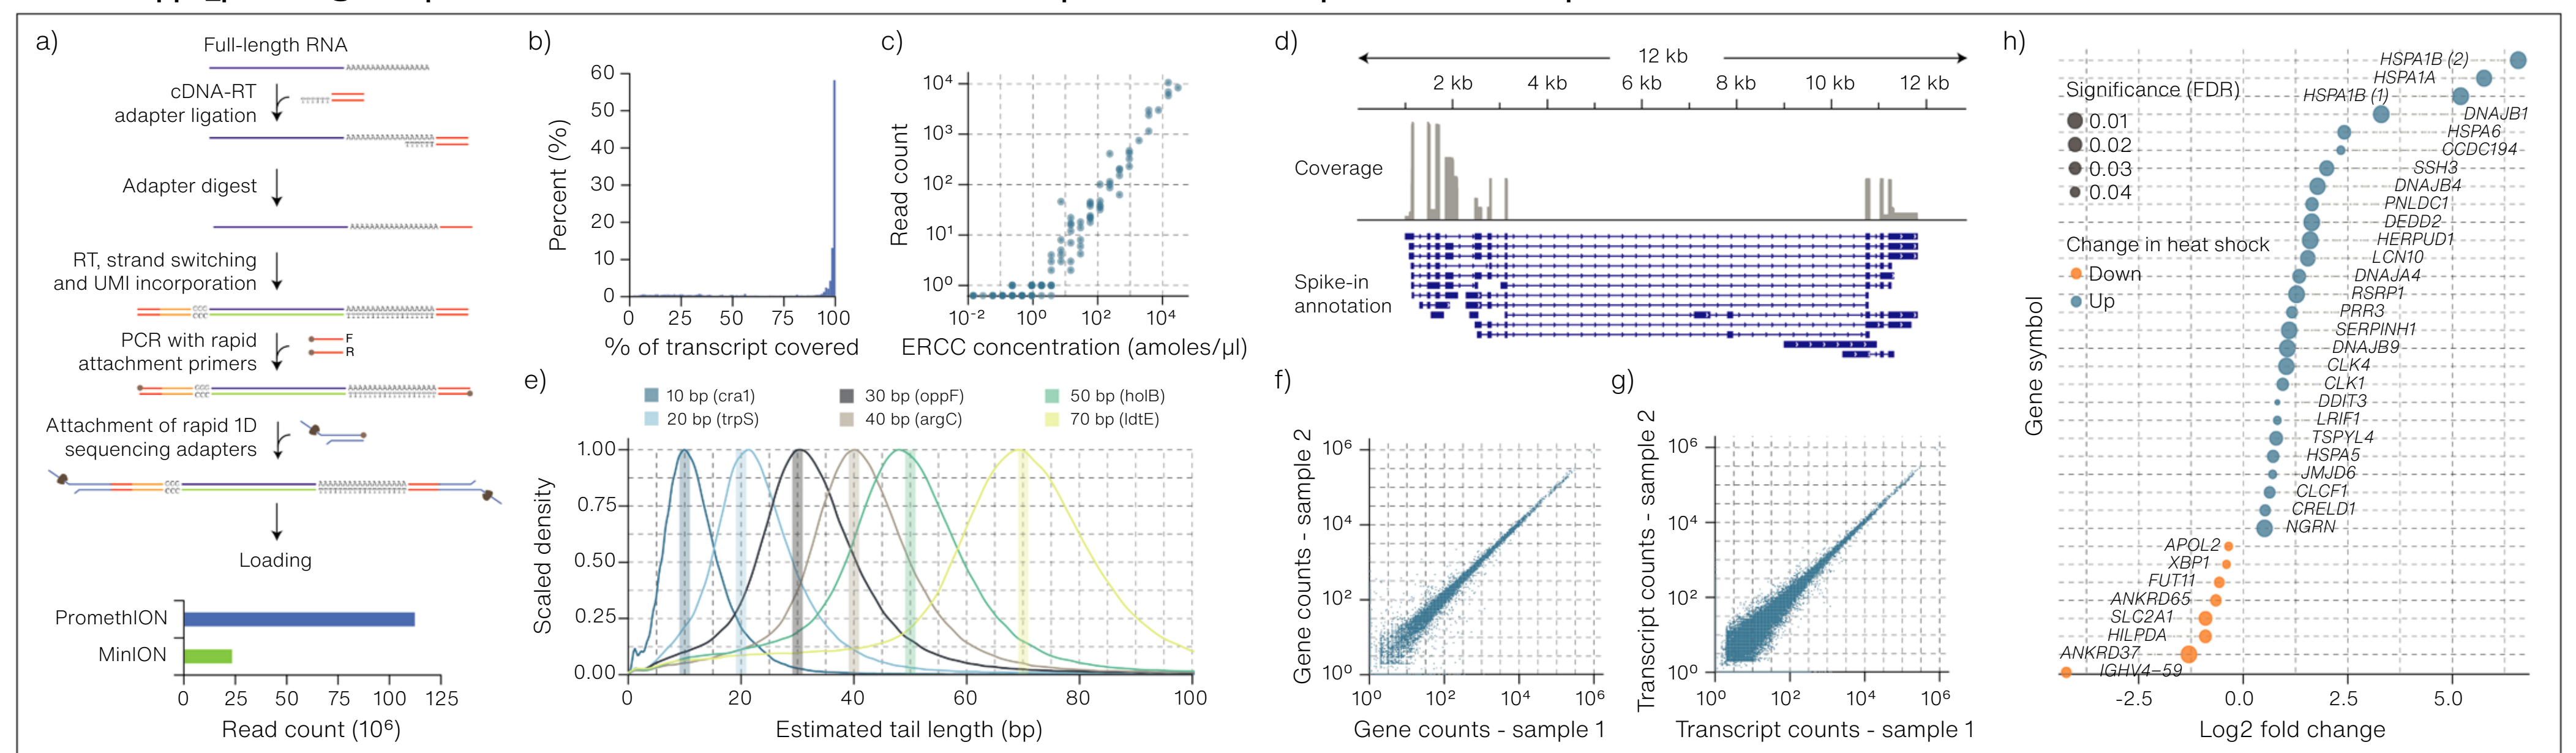 a)
Full-length RNA
AAAAAAAAAAAAAAA
cDNA-RT
adapter ligation
Adapter digest
RT, strand switching
and UMI incorporation
CCC
CCC
PCR with rapid
attachment primers
F
R
CCC
CCC
Attachment of rapid 1D
sequencing adapters
CCC
CCC
Loading
PromethION
MinION
0 25 50 75 100 125
Read count (10⁶)
b)
Percent (%)
60
50
40
30
20
10
0
0 25 50 75 100
% of transcript covered
c)
Read count
10⁴
10³
10²
10¹
10⁰
10⁻² 10⁰ 10² 10⁴
ERCC concentration (amoles/µl)
d)
12 kb
2 kb 4 kb 6 kb 8 kb 10 kb 12 kb
Coverage
Spike-in
annotation
e)
10 bp (cra1) 30 bp (oppF) 50 bp (holB)
20 bp (trpS) 40 bp (argC) 70 bp (ldtE)
Scaled density
1.00
0.75
0.50
0.25
0.00
0 20 40 60 80 100
Estimated tail length (bp)
f)
Gene counts - sample 2
10⁶
10⁴
10²
10⁰
10⁰ 10² 10⁴ 10⁶
Gene counts - sample 1
g)
Transcript counts - sample 2
10⁶
10⁴
10²
10⁰
10⁰ 10² 10⁴ 10⁶
Transcript counts - sample 1
h)
Gene symbol
Significance (FDR)
0.01
0.02
0.03
0.04
Change in heat shock
Down
Up
HSPA1B (2)
HSPA1A
HSPA1B (1)
DNAJB1
HSPA6
CCDC194
SSH3
DNAJB4
PNLDC1
DEDD2
HERPUD1
LCN10
DNAJA4
RSRP1
PRR3
SERPINH1
DNAJB9
CLK4
CLK1
DDIT3
LRIF1
TSPYL4
HSPA5
JMJD6
CLCF1
CRELD1
NGRN
APOL2
XBP1
FUT11
ANKRD65
SLC2A1
HILPDA
ANKRD37
IGHV4–59
-2.5 0.0 2.5 5.0
Log2 fold change